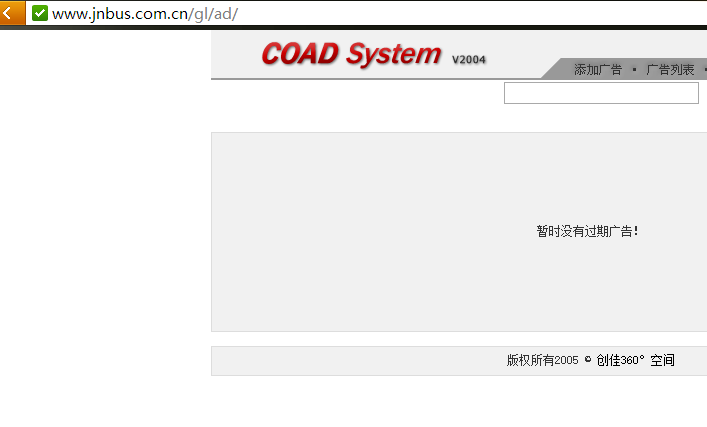 www.jnbus.com.cn/gl/ad/
COAD System V2004
添加广告 • 广告列表 •
暂时没有过期广告!
版权所有2005 © 创佳360° 空间